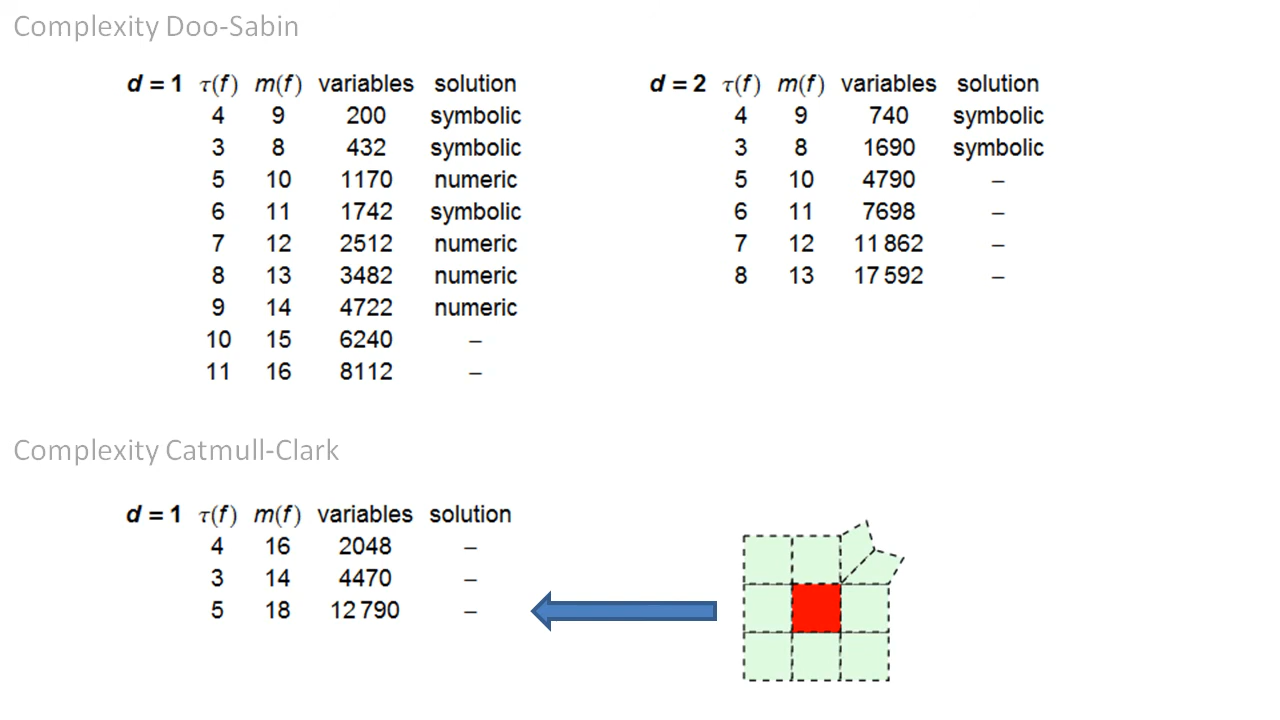 Complexity Doo-Sabin
d = 1 τ(f) m(f) variables solution
4 9 200 symbolic
3 8 432 symbolic
5 10 1170 numeric
6 11 1742 symbolic
7 12 2512 numeric
8 13 3482 numeric
9 14 4722 numeric
10 15 6240 –
11 16 8112 –
d = 2 τ(f) m(f) variables solution
4 9 740 symbolic
3 8 1690 symbolic
5 10 4790 –
6 11 7698 –
7 12 11 862 –
8 13 17 592 –
Complexity Catmull-Clark
d = 1 τ(f) m(f) variables solution
4 16 2048 –
3 14 4470 –
5 18 12 790 –